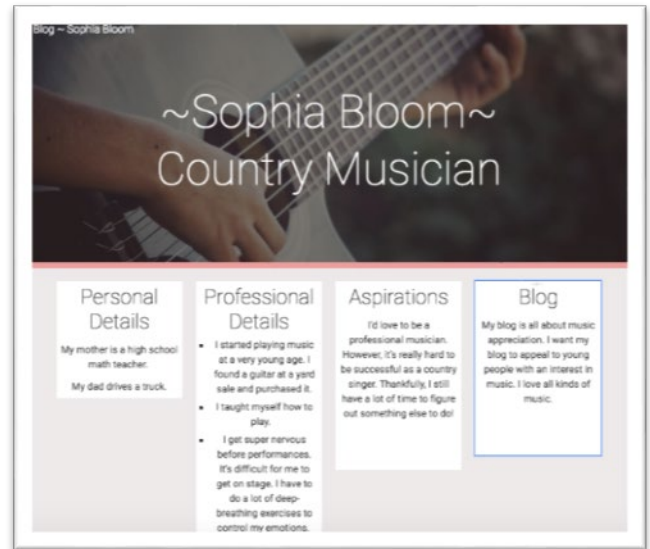 Blog ~ Sophia Bloom
~Sophia Bloom~
Country Musician
Personal
Details
My mother is a high school
math teacher.
My dad drives a truck.
Professional
Details
I started playing music
at a very young age. I
found a guitar at a yard
sale and purchased it.
I taught myself how to
play.
I get super nervous
before performances.
It's difficult for me to
get on stage. I have to
do a lot of deep-
breathing exercises to
control my emotions.
Aspirations
I'd love to be a
professional musician.
However, it's really hard to
be successful as a country
singer. Thankfully, I still
have a lot of time to figure
out something else to do!
Blog
My blog is all about music
appreciation. I want my
blog to appeal to young
people with an interest in
music. I love all kinds of
music.